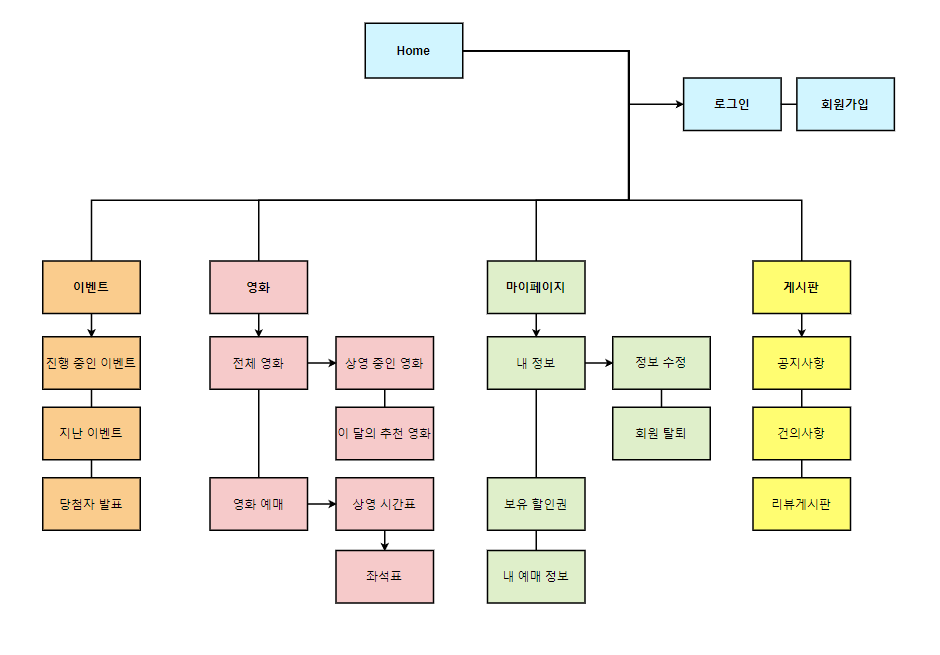 Home
로그인
회원가입
이벤트
영화
마이페이지
게시판
진행 중인 이벤트
전체 영화
상영 중인 영화
내 정보
정보 수정
공지사항
지난 이벤트
이 달의 추천 영화
회원 탈퇴
건의사항
당첨자 발표
영화 예매
상영 시간표
보유 할인권
리뷰게시판
좌석표
내 예매 정보